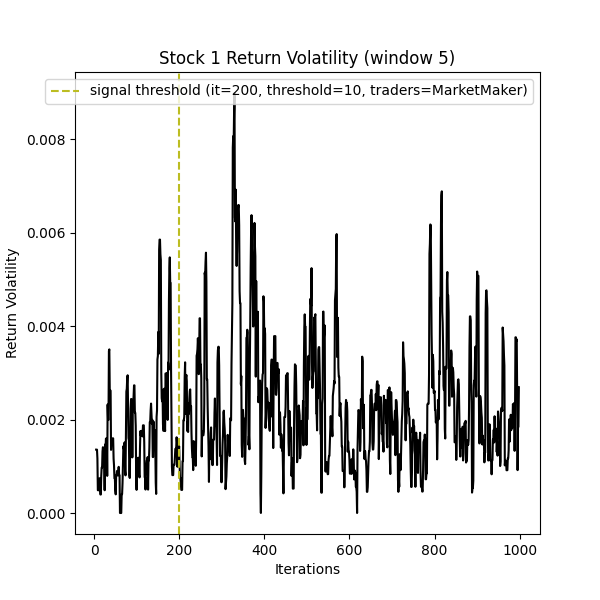 Stock 1 Return Volatility (window 5)
signal threshold (it=200, threshold=10, traders=MarketMaker)
0.008
0.006
0.004
0.002
0.000
Return Volatility
0 200 400 600 800 1000
Iterations